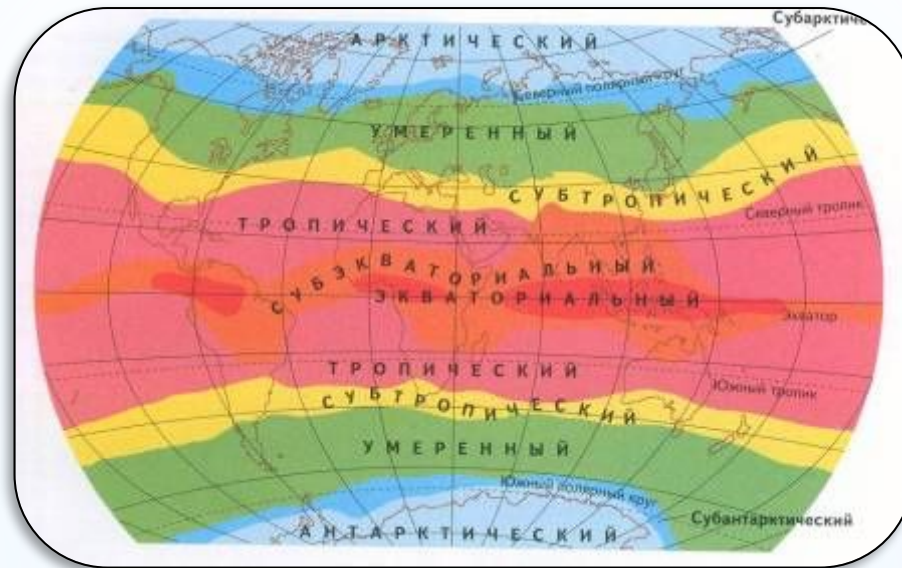 Субарктиче
АРКТИЧЕСКИЙ
Северный полярный круг
УМЕРЕННЫЙ
СУБТРОПИЧЕСКИЙ
Северный тропик
ТРОПИЧЕСКИЙ
СУБЭКВАТОРИАЛЬНЫЙ
ЭКВАТОРИАЛЬНЫЙ
Экватор
ТРОПИЧЕСКИЙ
Южный тропик
СУБТРОПИЧЕСКИЙ
УМЕРЕННЫЙ
Южный полярный круг
Субантарктический
АНТАРКТИЧЕСКИЙ